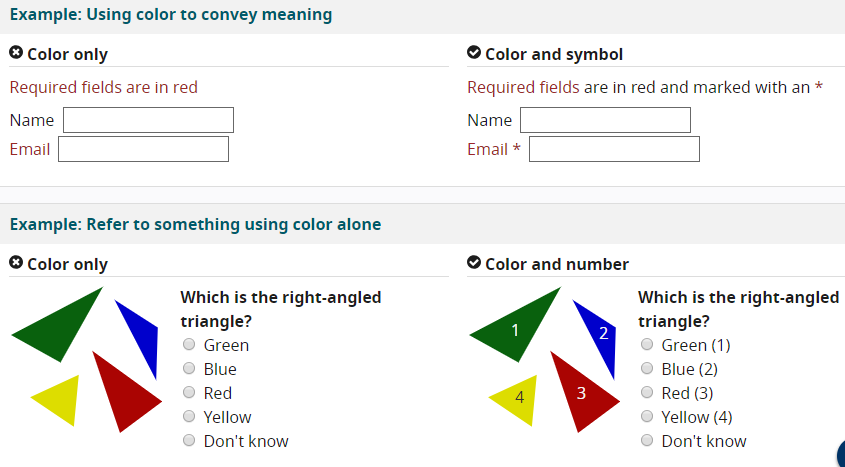 Example: Using color to convey meaning
Color only
Required fields are in red
Name
Email
Color and symbol
Required fields are in red and marked with an *
Name
Email *
Example: Refer to something using color alone
Color only
Which is the right-angled
triangle?
Green
Blue
Red
Yellow
Don't know
Color and number
1
2
3
4
Which is the right-angled
triangle?
Green (1)
Blue (2)
Red (3)
Yellow (4)
Don't know